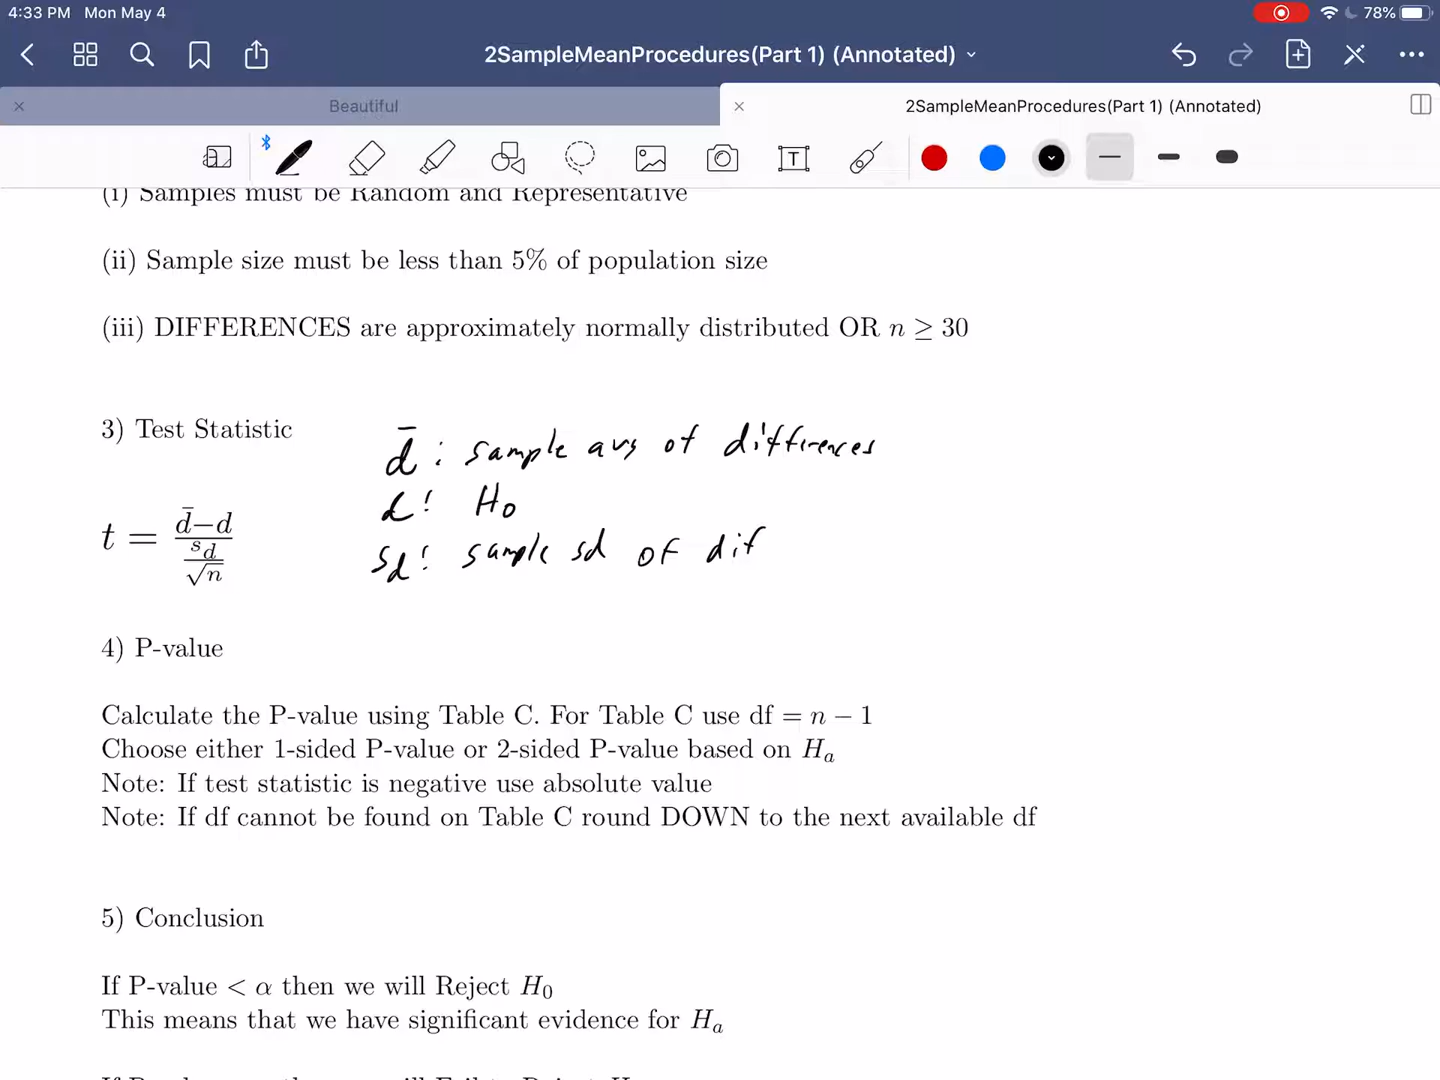 4:33 PM Mon May 4
78%
2SampleMeanProcedures(Part 1) (Annotated)
Beautiful
2SampleMeanProcedures(Part 1) (Annotated)
(i) Samples must be Random and Representative
(ii) Sample size must be less than 5% of population size
(iii) DIFFERENCES are approximately normally distributed OR n ≥ 30
3) Test Statistic
d̄ : sample avg of differences
d : H₀
s_d : sample sd of dif
t = (d̄ − d) / (s_d / √n)
4) P-value
Calculate the P-value using Table C. For Table C use df = n − 1
Choose either 1-sided P-value or 2-sided P-value based on Hₐ
Note: If test statistic is negative use absolute value
Note: If df cannot be found on Table C round DOWN to the next available df
5) Conclusion
If P-value < α then we will Reject H₀
This means that we have significant evidence for Hₐ